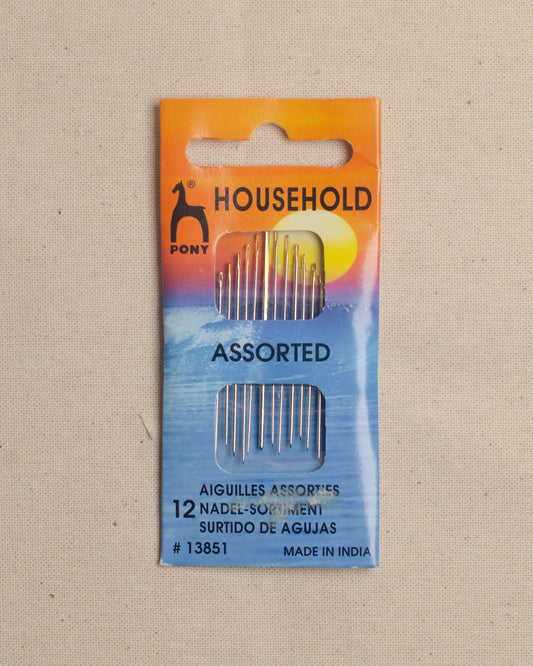 HOUSEHOLD
®
PONY
ASSORTED
12
AIGUILLES ASSORTIES
NADEL-SORTIMENT
SURTIDO DE AGUJAS
# 13851
MADE IN INDIA